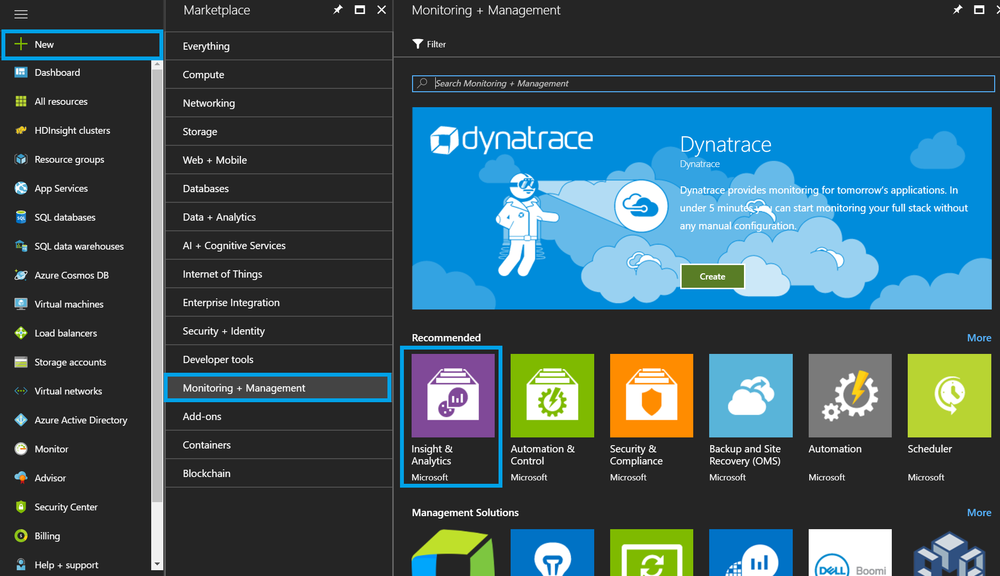 New
Dashboard
All resources
HDInsight clusters
Resource groups
App Services
SQL
SQL databases
SQL data warehouses
Azure Cosmos DB
Virtual machines
Load balancers
Storage accounts
Virtual networks
Azure Active Directory
Monitor
Advisor
Security Center
Billing
Help + support
Marketplace
Everything
Compute
Networking
Storage
Web + Mobile
Databases
Data + Analytics
AI + Cognitive Services
Internet of Things
Enterprise Integration
Security + Identity
Developer tools
Monitoring + Management
Add-ons
Containers
Blockchain
Monitoring + Management
Filter
Search Monitoring + Management
dynatrace
Dynatrace
Dynatrace
Dynatrace provides monitoring for tomorrow's applications. In
under 5 minutes you can start monitoring your full stack without
any manual configuration.
Create
Recommended
More
Insight &
Analytics
Microsoft
Automation &
Control
Microsoft
Security &
Compliance
Microsoft
Backup and Site
Recovery (OMS)
Microsoft
Automation
Microsoft
Scheduler
Microsoft
Management Solutions
More
DELL Boomi